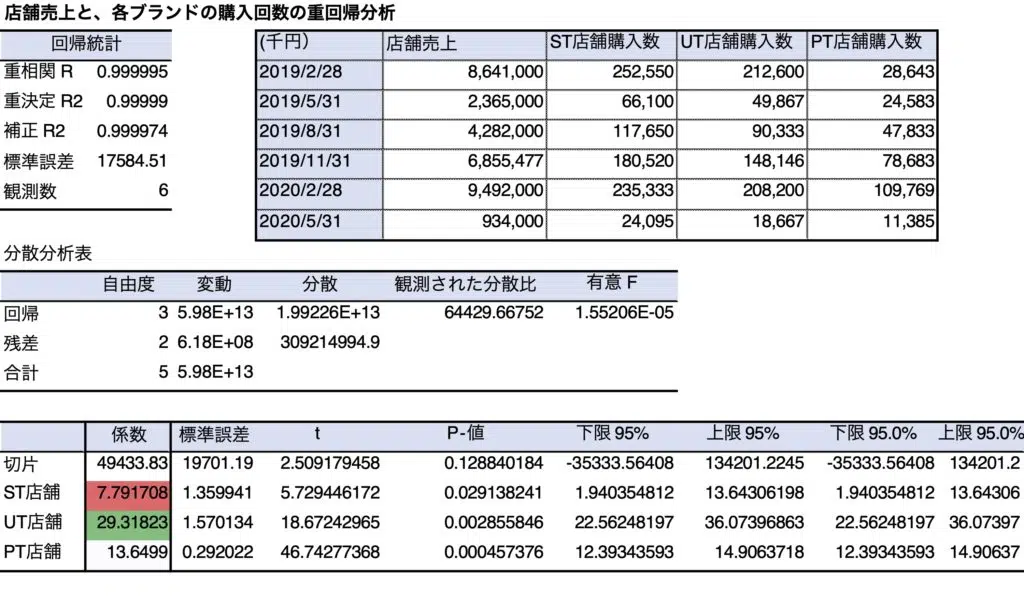 店舗売上と、各ブランドの購入回数の重回帰分析
回帰統計
重相関 R 0.999995
重決定 R2 0.99999
補正 R2 0.999974
標準誤差 17584.51
観測数 6
(千円） 店舗売上 ST店舗購入数 UT店舗購入数 PT店舗購入数
2019/2/28 8,641,000 252,550 212,600 28,643
2019/5/31 2,365,000 66,100 49,867 24,583
2019/8/31 4,282,000 117,650 90,333 47,833
2019/11/31 6,855,477 180,520 148,146 78,683
2020/2/28 9,492,000 235,333 208,200 109,769
2020/5/31 934,000 24,095 18,667 11,385
分散分析表
自由度 変動 分散 観測された分散比 有意 F
回帰 3 5.98E+13 1.99226E+13 64429.66752 1.55206E-05
残差 2 6.18E+08 309214994.9
合計 5 5.98E+13
係数 標準誤差 t P-値 下限 95% 上限 95% 下限 95.0% 上限 95.0%
切片 49433.83 19701.19 2.509179458 0.128840184 -35333.56408 134201.2245 -35333.56408 134201.2
ST店舗 7.791708 1.359941 5.729446172 0.029138241 1.940354812 13.64306198 1.940354812 13.64306
UT店舗 29.31823 1.570134 18.67242965 0.002855846 22.56248197 36.07396863 22.56248197 36.07397
PT店舗 13.6499 0.292022 46.74277368 0.000457376 12.39343593 14.9063718 12.39343593 14.90637